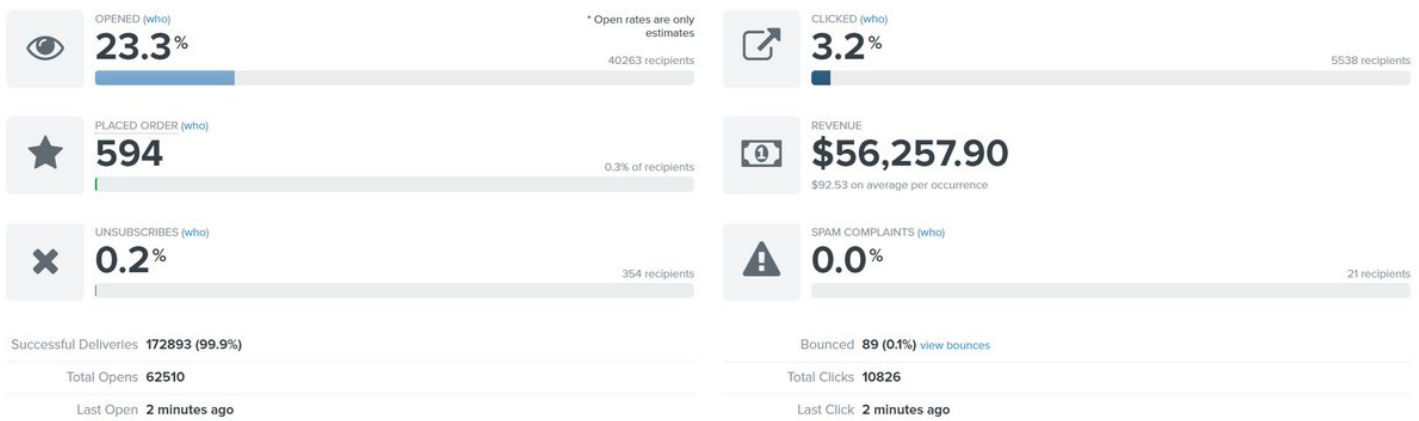 OPENED (who)
* Open rates are only
estimates
23.3%
40263 recipients
CLICKED (who)
3.2%
5538 recipients
PLACED ORDER (who)
594
0.3% of recipients
REVENUE
1
$56,257.90
$92.53 on average per occurrence
UNSUBSCRIBES (who)
0.2%
354 recipients
SPAM COMPLAINTS (who)
0.0%
21 recipients
Successful Deliveries 172893 (99.9%)
Bounced 89 (0.1%) view bounces
Total Opens 62510
Total Clicks 10826
Last Open 2 minutes ago
Last Click 2 minutes ago